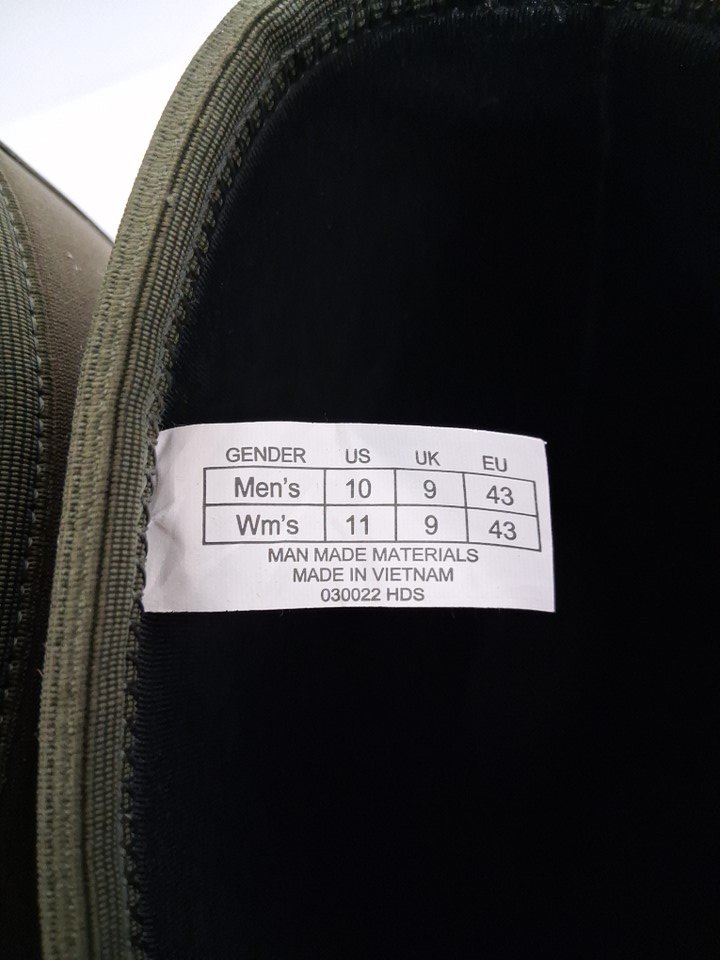 GENDER US UK EU
Men's 10 9 43
Wm's 11 9 43
MAN MADE MATERIALS
MADE IN VIETNAM
030022 HDS